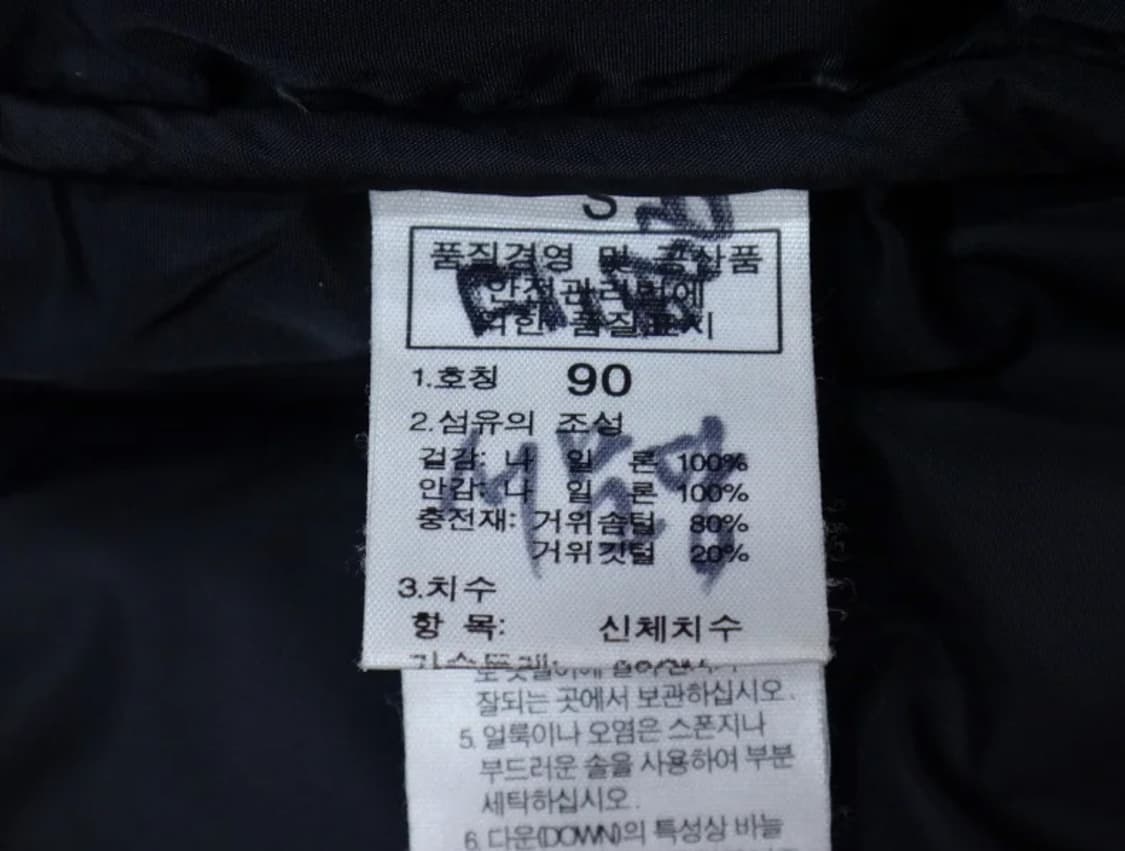 S
품질경영 및 공산품
안전관리법에
의한 품질표시
1.호칭 90
2.섬유의 조성
겉감: 나 일 론 100%
안감: 나 일 론 100%
충전재: 거위솜털 80%
거위깃털 20%
3.치수
항 목: 신체치수
잘되는 곳에서 보관하십시오.
5. 얼룩이나 오염은 스폰지나
부드러운 솔을 사용하여 부분
세탁하십시오.
6. 다운(DOWN)의 특성상 바늘